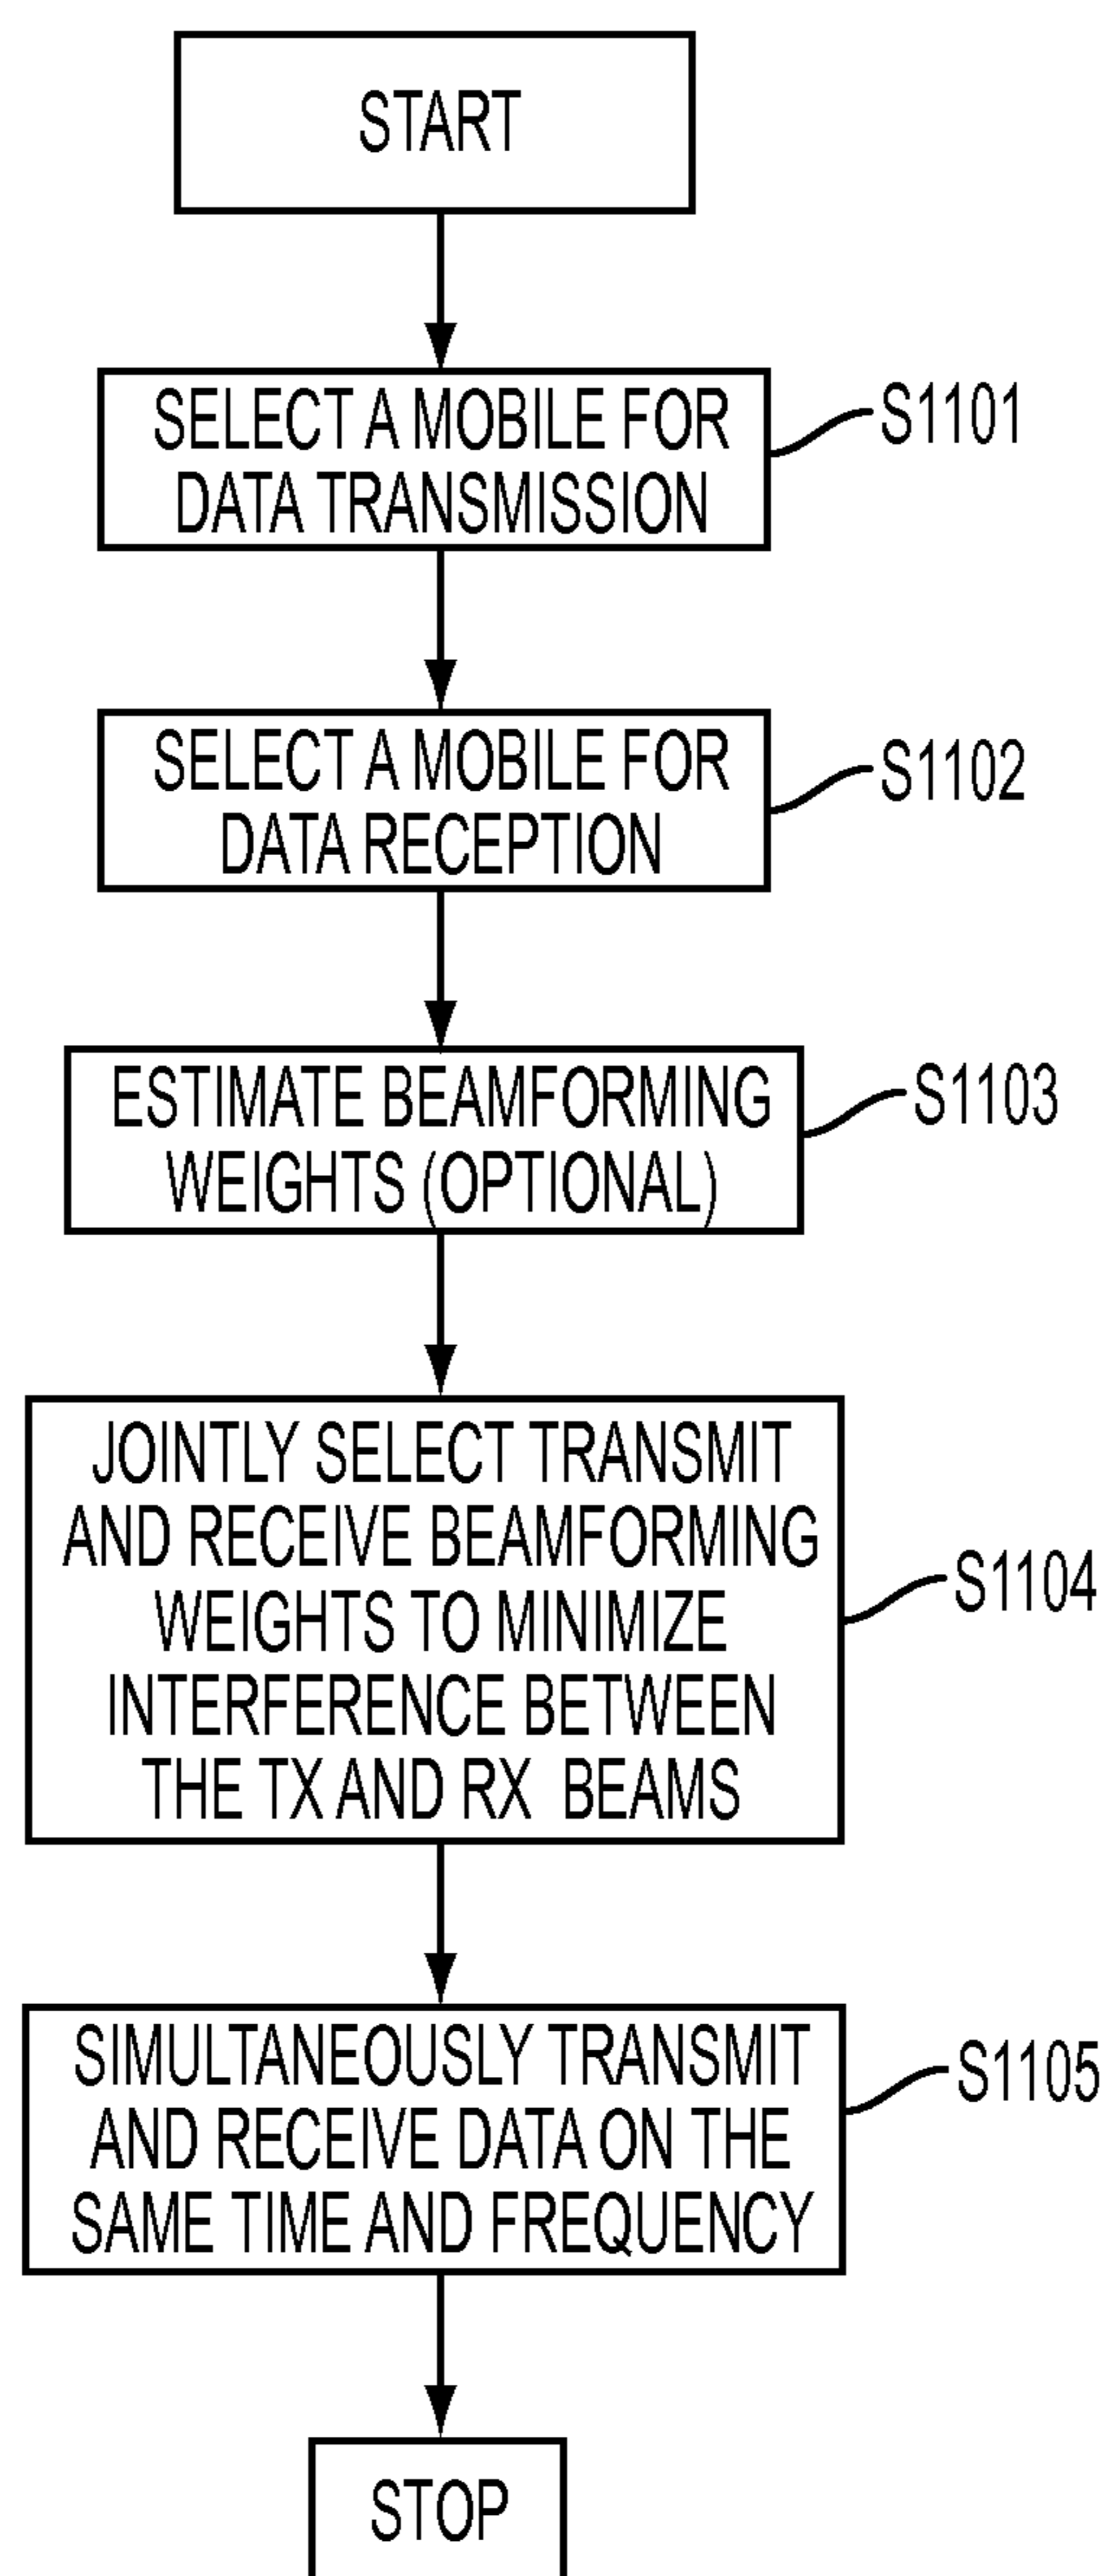 START
SELECT A MOBILE FOR
DATA TRANSMISSION
S1101
SELECT A MOBILE FOR
DATA RECEPTION
S1102
ESTIMATE BEAMFORMING
WEIGHTS (OPTIONAL)
S1103
JOINTLY SELECT TRANSMIT
AND RECEIVE BEAMFORMING
WEIGHTS TO MINIMIZE
INTERFERENCE BETWEEN
THE TX AND RX BEAMS
S1104
SIMULTANEOUSLY TRANSMIT
AND RECEIVE DATA ON THE
SAME TIME AND FREQUENCY
S1105
STOP